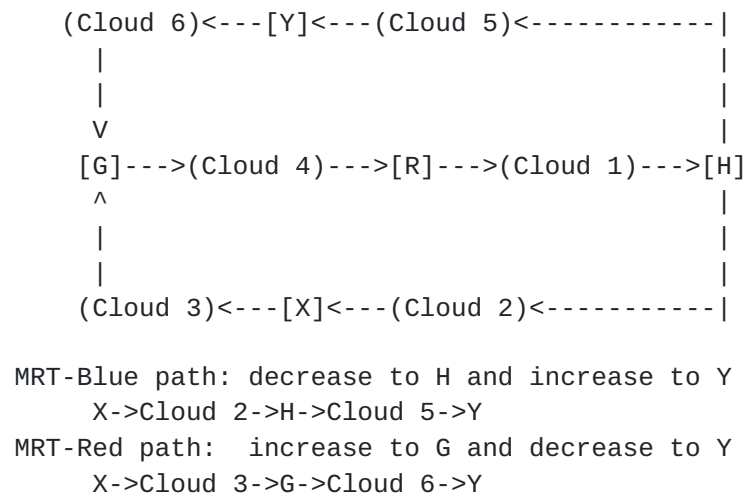 (Cloud 6)<---[Y]<---(Cloud 5)<------------|
|                                       |
|                                       |
V                                       |
[G]--->(Cloud 4)--->[R]--->(Cloud 1)--->[H]
^                                       |
|                                       |
|                                       |
(Cloud 3)<---[X]<---(Cloud 2)<-----------|
MRT-Blue path: decrease to H and increase to Y
X->Cloud 2->H->Cloud 5->Y
MRT-Red path:  increase to G and decrease to Y
X->Cloud 3->G->Cloud 6->Y